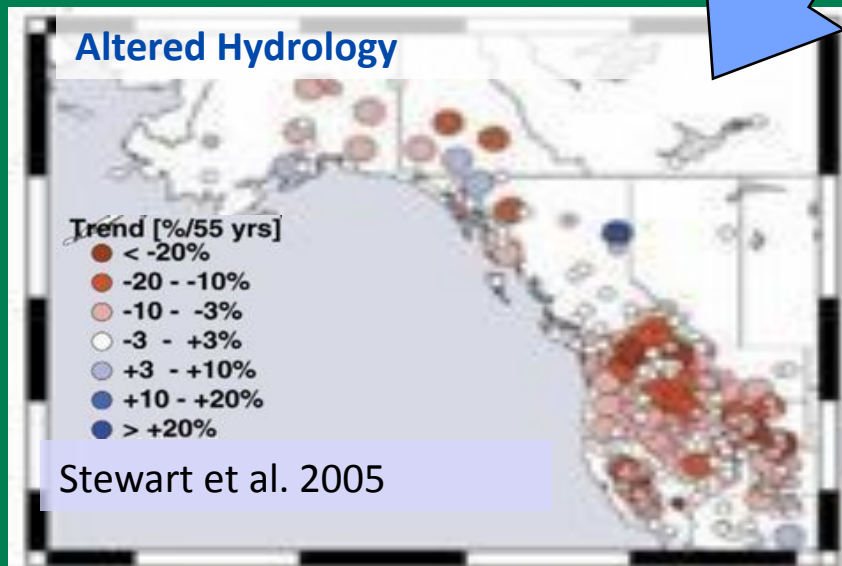 Altered Hydrology
Trend [%/55 yrs]
< -20%
-20 - -10%
-10 - -3%
-3 - +3%
+3 - +10%
+10 - +20%
> +20%
Stewart et al. 2005